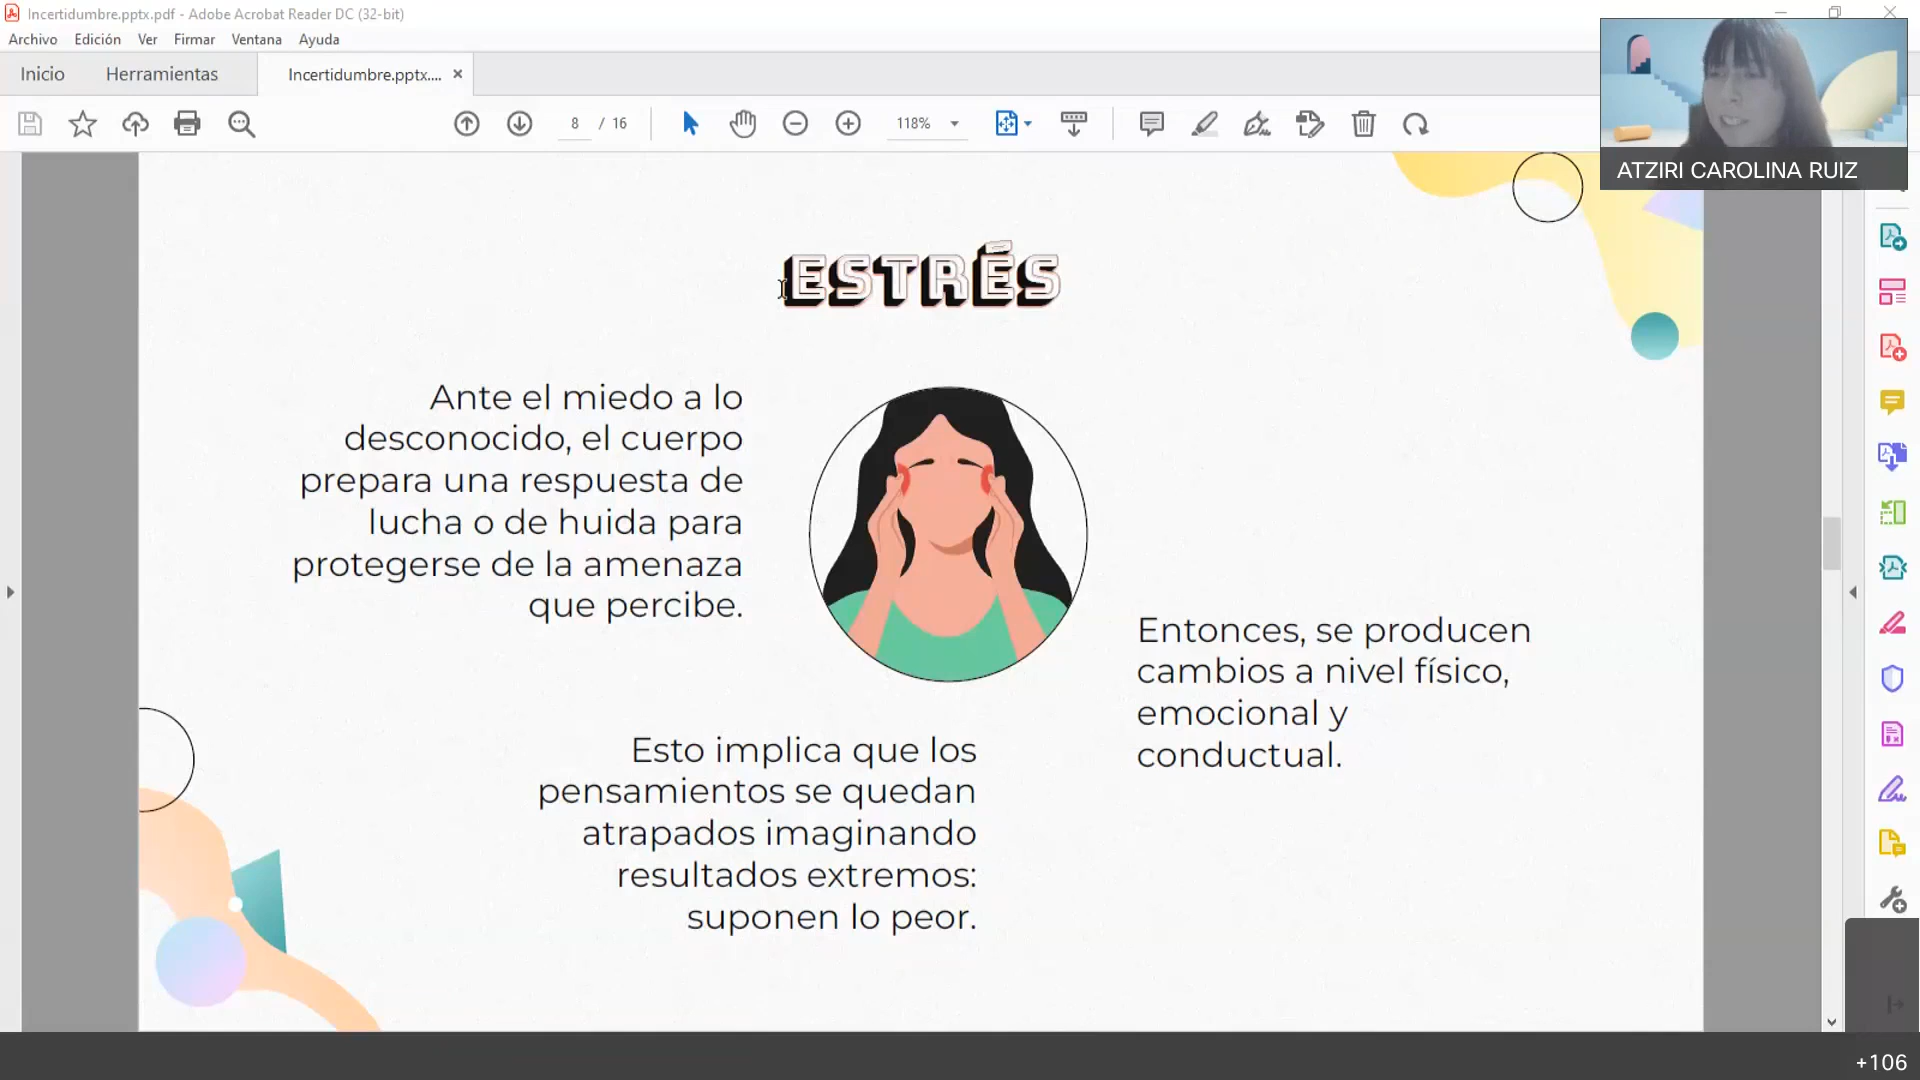 Incertidumbre.pptx.pdf - Adobe Acrobat Reader DC (32-bit)
Archivo Edición Ver Firmar Ventana Ayuda
Inicio Herramientas Incertidumbre.pptx....
8 / 16 118%
ATZIRI CAROLINA RUIZ
ESTRÉS
Ante el miedo a lo
desconocido, el cuerpo
prepara una respuesta de
lucha o de huida para
protegerse de la amenaza
que percibe.
Entonces, se producen
cambios a nivel físico,
emocional y
conductual.
Esto implica que los
pensamientos se quedan
atrapados imaginando
resultados extremos:
suponen lo peor.
+106